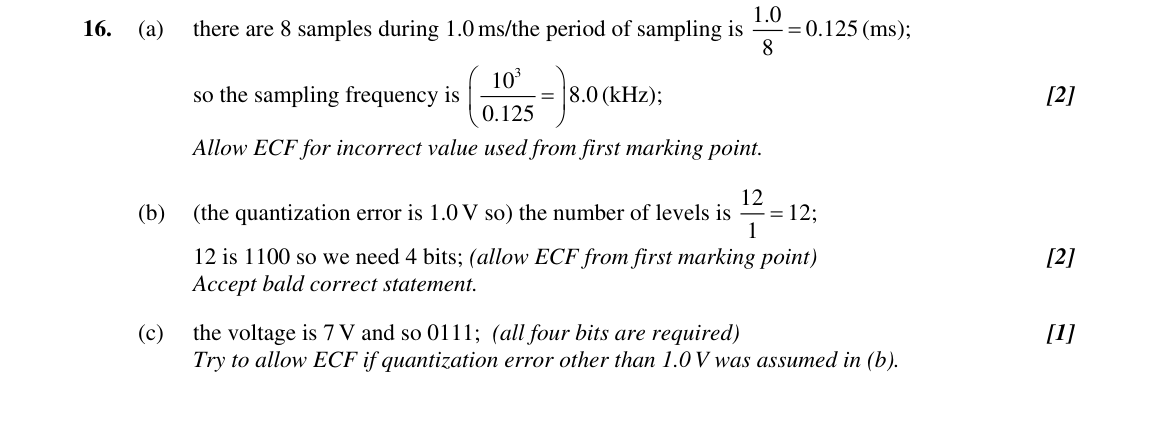 16. (a) there are 8 samples during 1.0 ms/the period of sampling is 1.0/8 = 0.125 (ms);
so the sampling frequency is (10³/0.125 =) 8.0 (kHz); [2]
Allow ECF for incorrect value used from first marking point.
(b) (the quantization error is 1.0 V so) the number of levels is 12/1 = 12;
12 is 1100 so we need 4 bits; (allow ECF from first marking point) [2]
Accept bald correct statement.
(c) the voltage is 7 V and so 0111; (all four bits are required) [1]
Try to allow ECF if quantization error other than 1.0 V was assumed in (b).